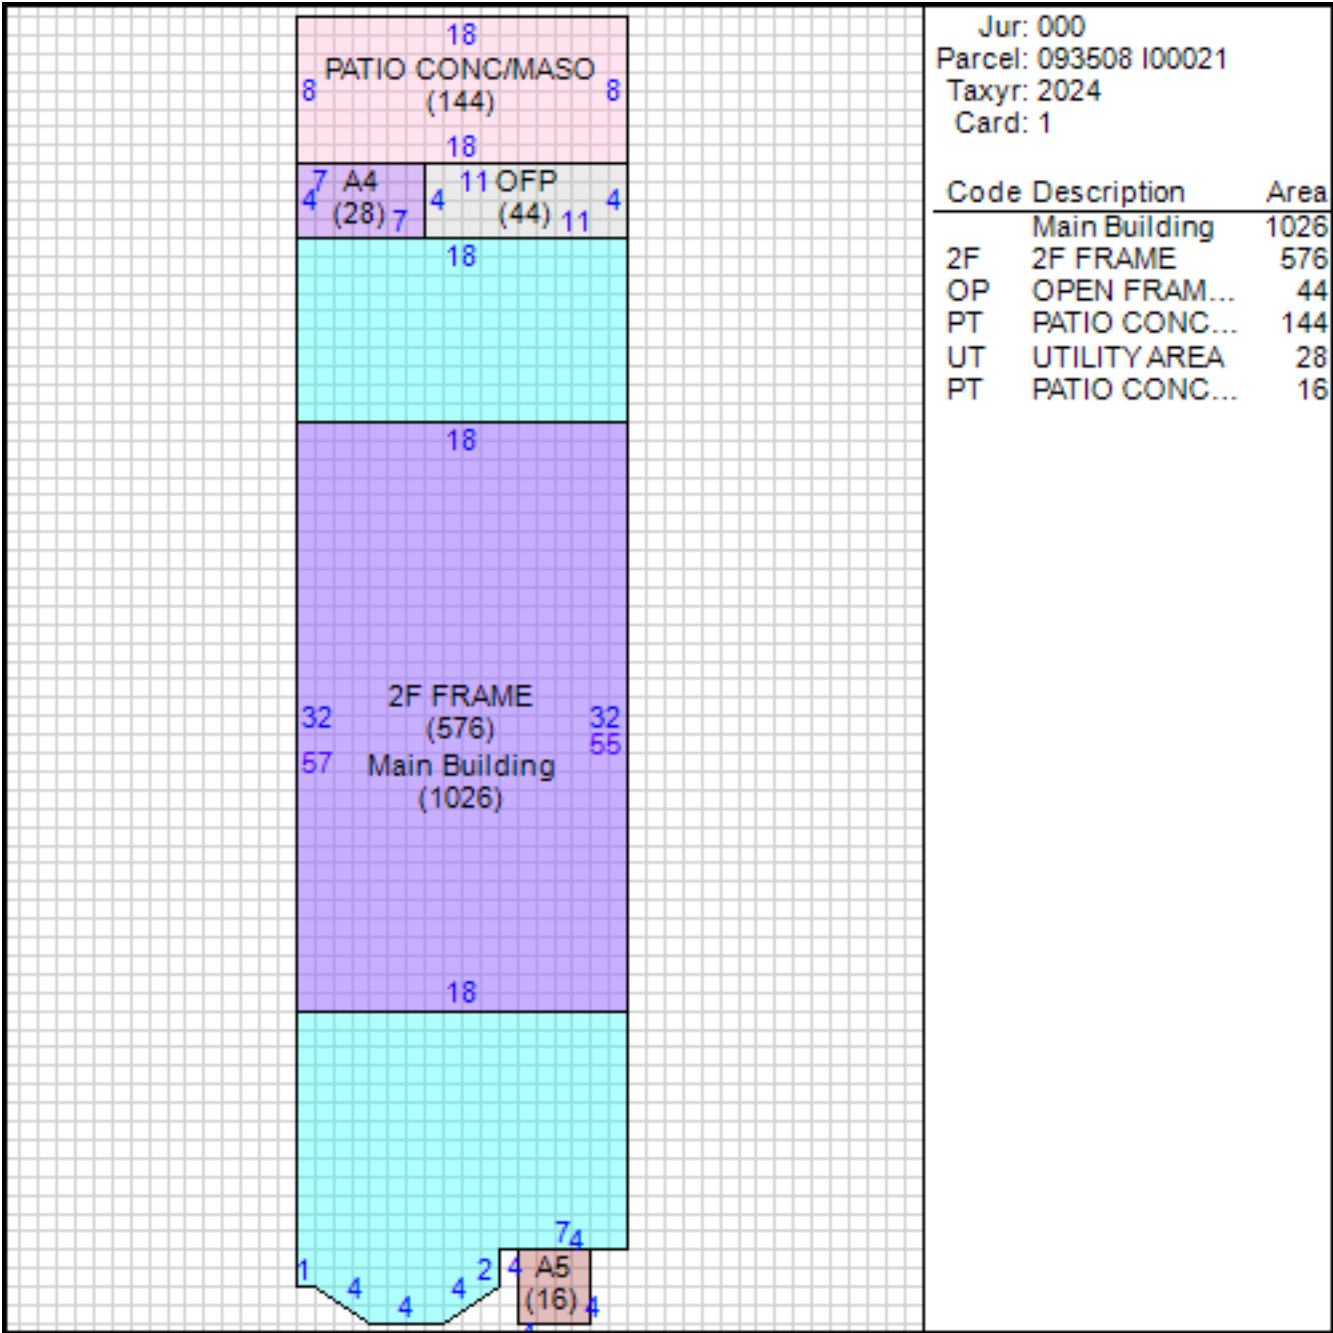 18
PATIO CONC/MASO
8
8
(144)
18
7 A4
4
(28) 7
11 OFP
4
4
(44) 11
18
18
2F FRAME
32
32
(576)
55
57
Main Building
(1026)
18
7
4
1
4
4
4
2
4
A5
(16)
4
4
Jur: 000
Parcel: 093508 I00021
Taxyr: 2024
Card: 1
Code Description Area
Main Building 1026
2F 2F FRAME 576
OP OPEN FRAM... 44
PT PATIO CONC... 144
UT UTILITY AREA 28
PT PATIO CONC... 16